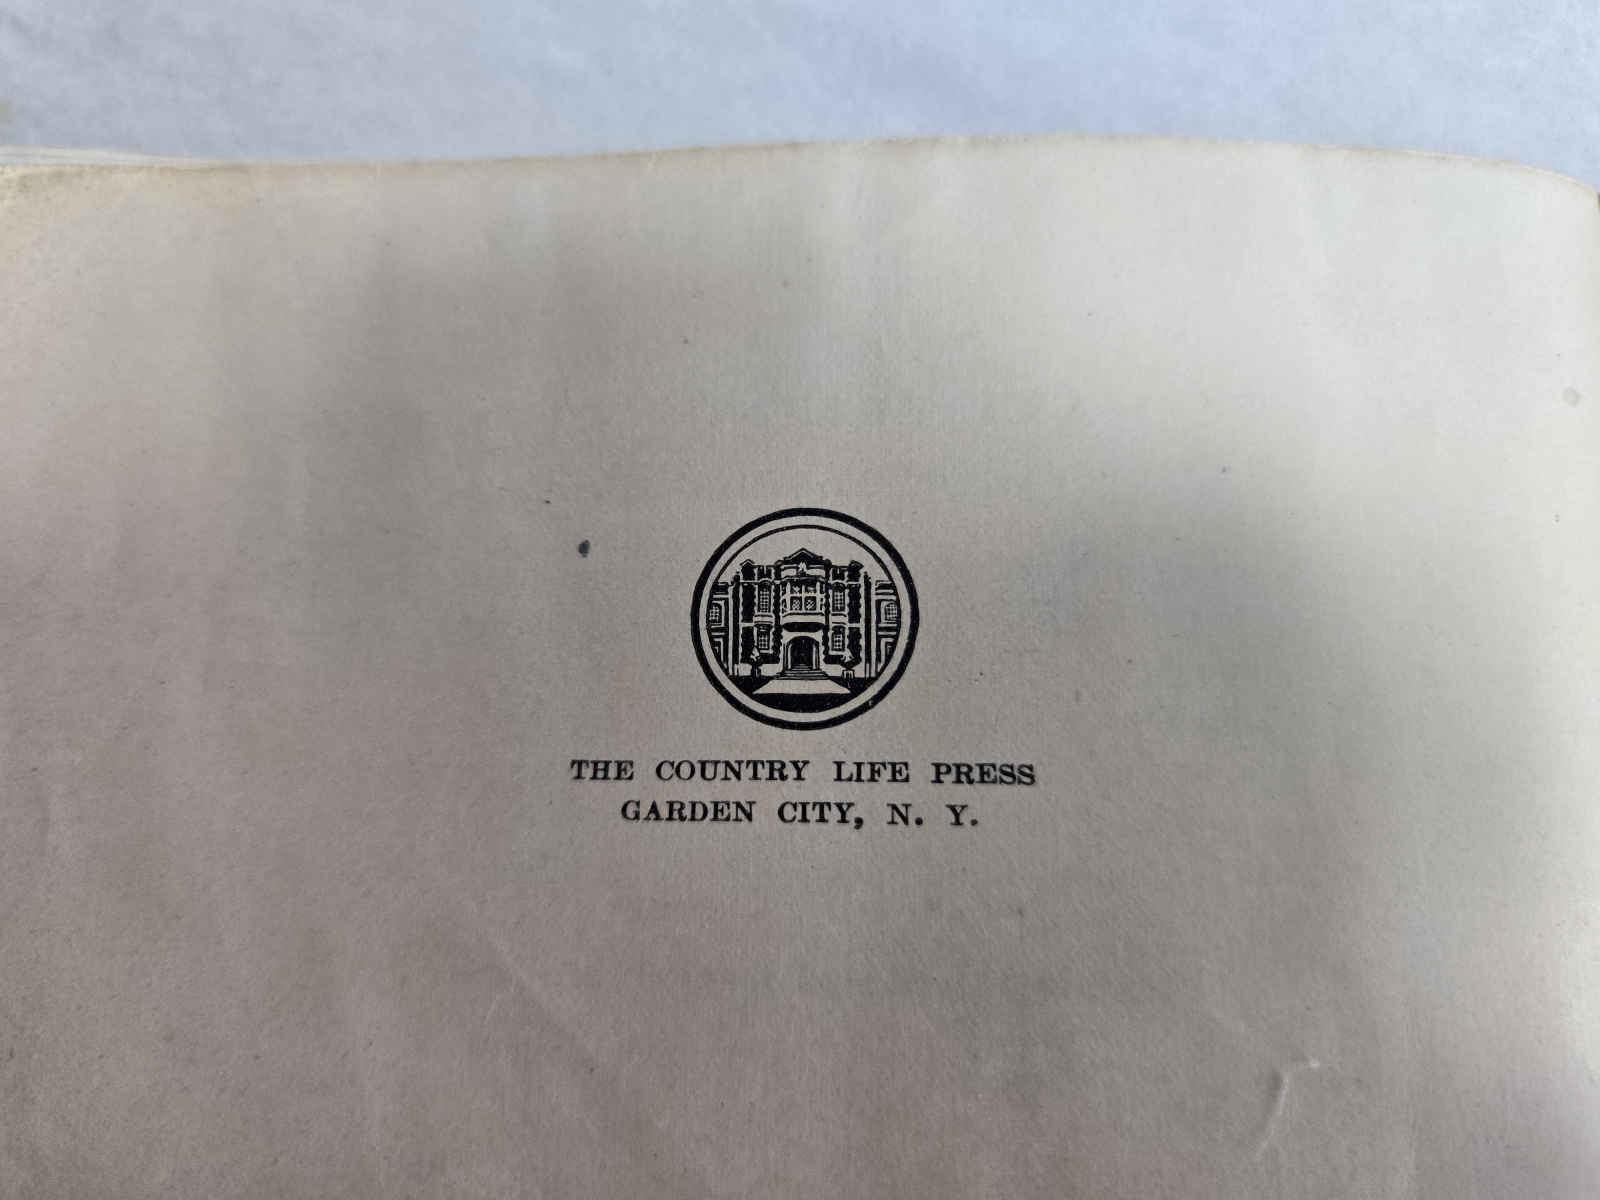 THE COUNTRY LIFE PRESS
GARDEN CITY, N. Y.